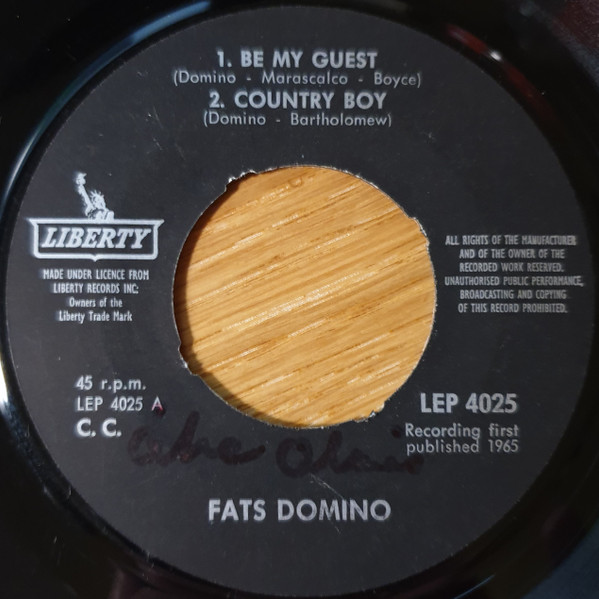 1. BE MY GUEST
(Domino - Marascalco - Boyce)
2. COUNTRY BOY
(Domino - Bartholomew)
LIBERTY
MADE UNDER LICENCE FROM
LIBERTY RECORDS INC:
Owners of the
Liberty Trade Mark
ALL RIGHTS OF THE MANUFACTURER
AND OF THE OWNER OF THE
RECORDED WORK RESERVED.
UNAUTHORISED PUBLIC PERFORMANCE,
BROADCASTING AND COPYING
OF THIS RECORD PROHIBITED.
45 r.p.m.
LEP 4025 A
C. C.
LEP 4025
Recording first
published 1965
FATS DOMINO